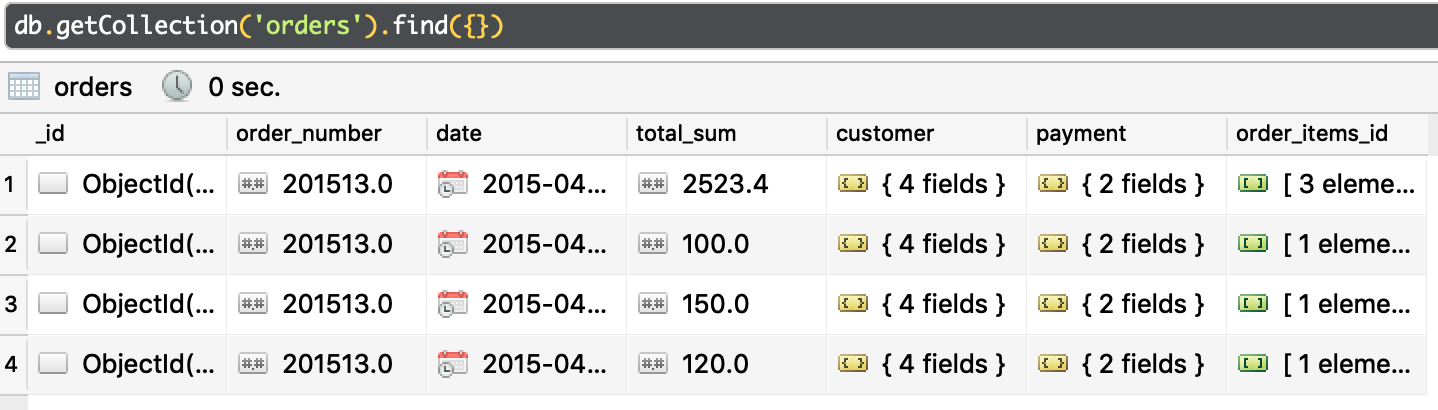 db.getCollection('orders').find({})
orders 0 sec.
_id order_number date total_sum customer payment order_items_id
1 ObjectId(... #.# 201513.0 2015-04... #.# 2523.4 { } { 4 fields } { } { 2 fields } [ ] [ 3 eleme...
2 ObjectId(... #.# 201513.0 2015-04... #.# 100.0 { } { 4 fields } { } { 2 fields } [ ] [ 1 eleme...
3 ObjectId(... #.# 201513.0 2015-04... #.# 150.0 { } { 4 fields } { } { 2 fields } [ ] [ 1 eleme...
4 ObjectId(... #.# 201513.0 2015-04... #.# 120.0 { } { 4 fields } { } { 2 fields } [ ] [ 1 eleme...